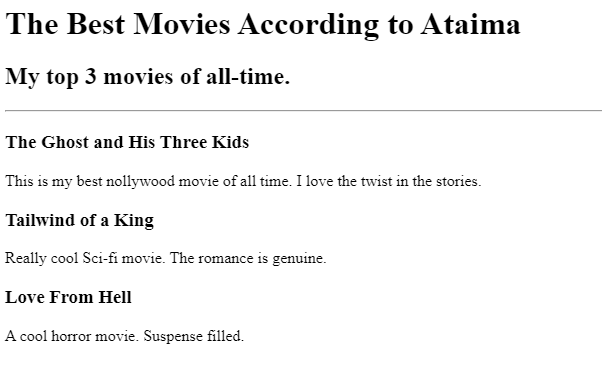 The Best Movies According to Ataima
My top 3 movies of all-time.
The Ghost and His Three Kids
This is my best nollywood movie of all time. I love the twist in the stories.
Tailwind of a King
Really cool Sci-fi movie. The romance is genuine.
Love From Hell
A cool horror movie. Suspense filled.